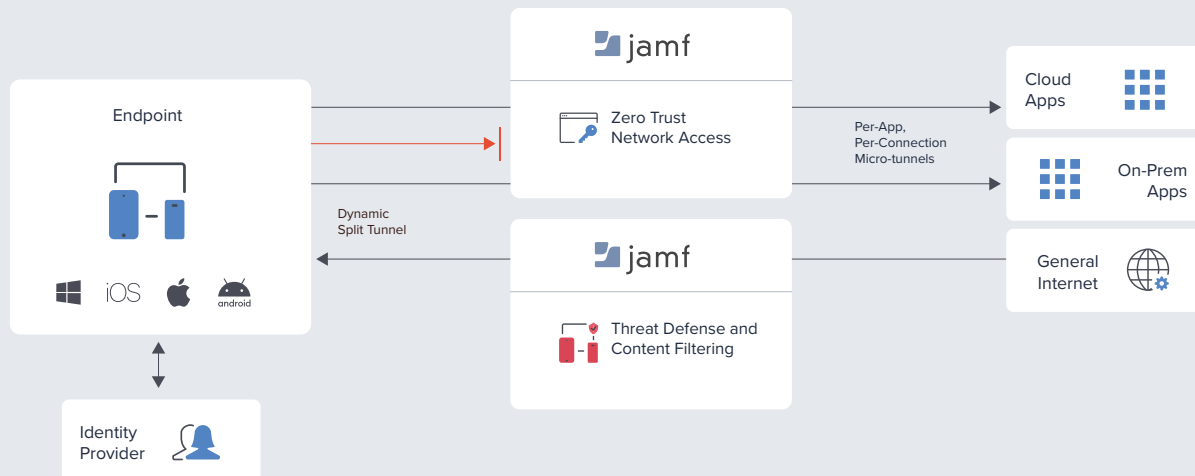 jamf
Zero Trust
Network Access
Endpoint
iOS
android
Dynamic
Split Tunnel
Per-App,
Per-Connection
Micro-tunnels
Cloud
Apps
On-Prem
Apps
General
Internet
jamf
Threat Defense and
Content Filtering
Identity
Provider